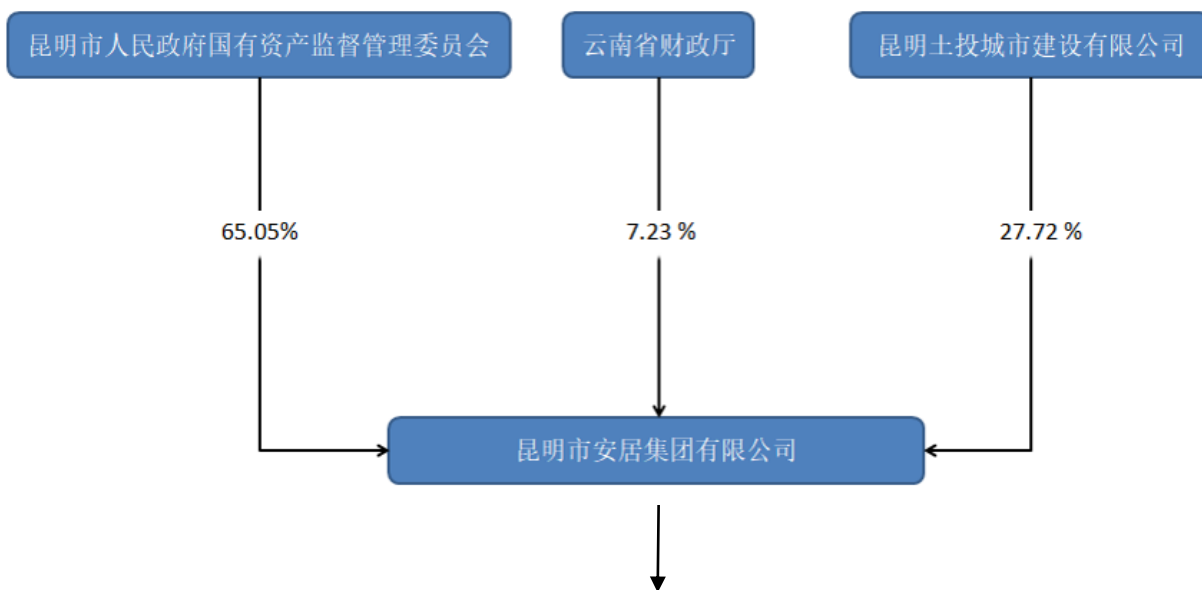 昆明市人民政府国有资产监督管理委员会
云南省财政厅
昆明土投城市建设有限公司
65.05%
7.23 %
27.72 %
昆明市安居集团有限公司